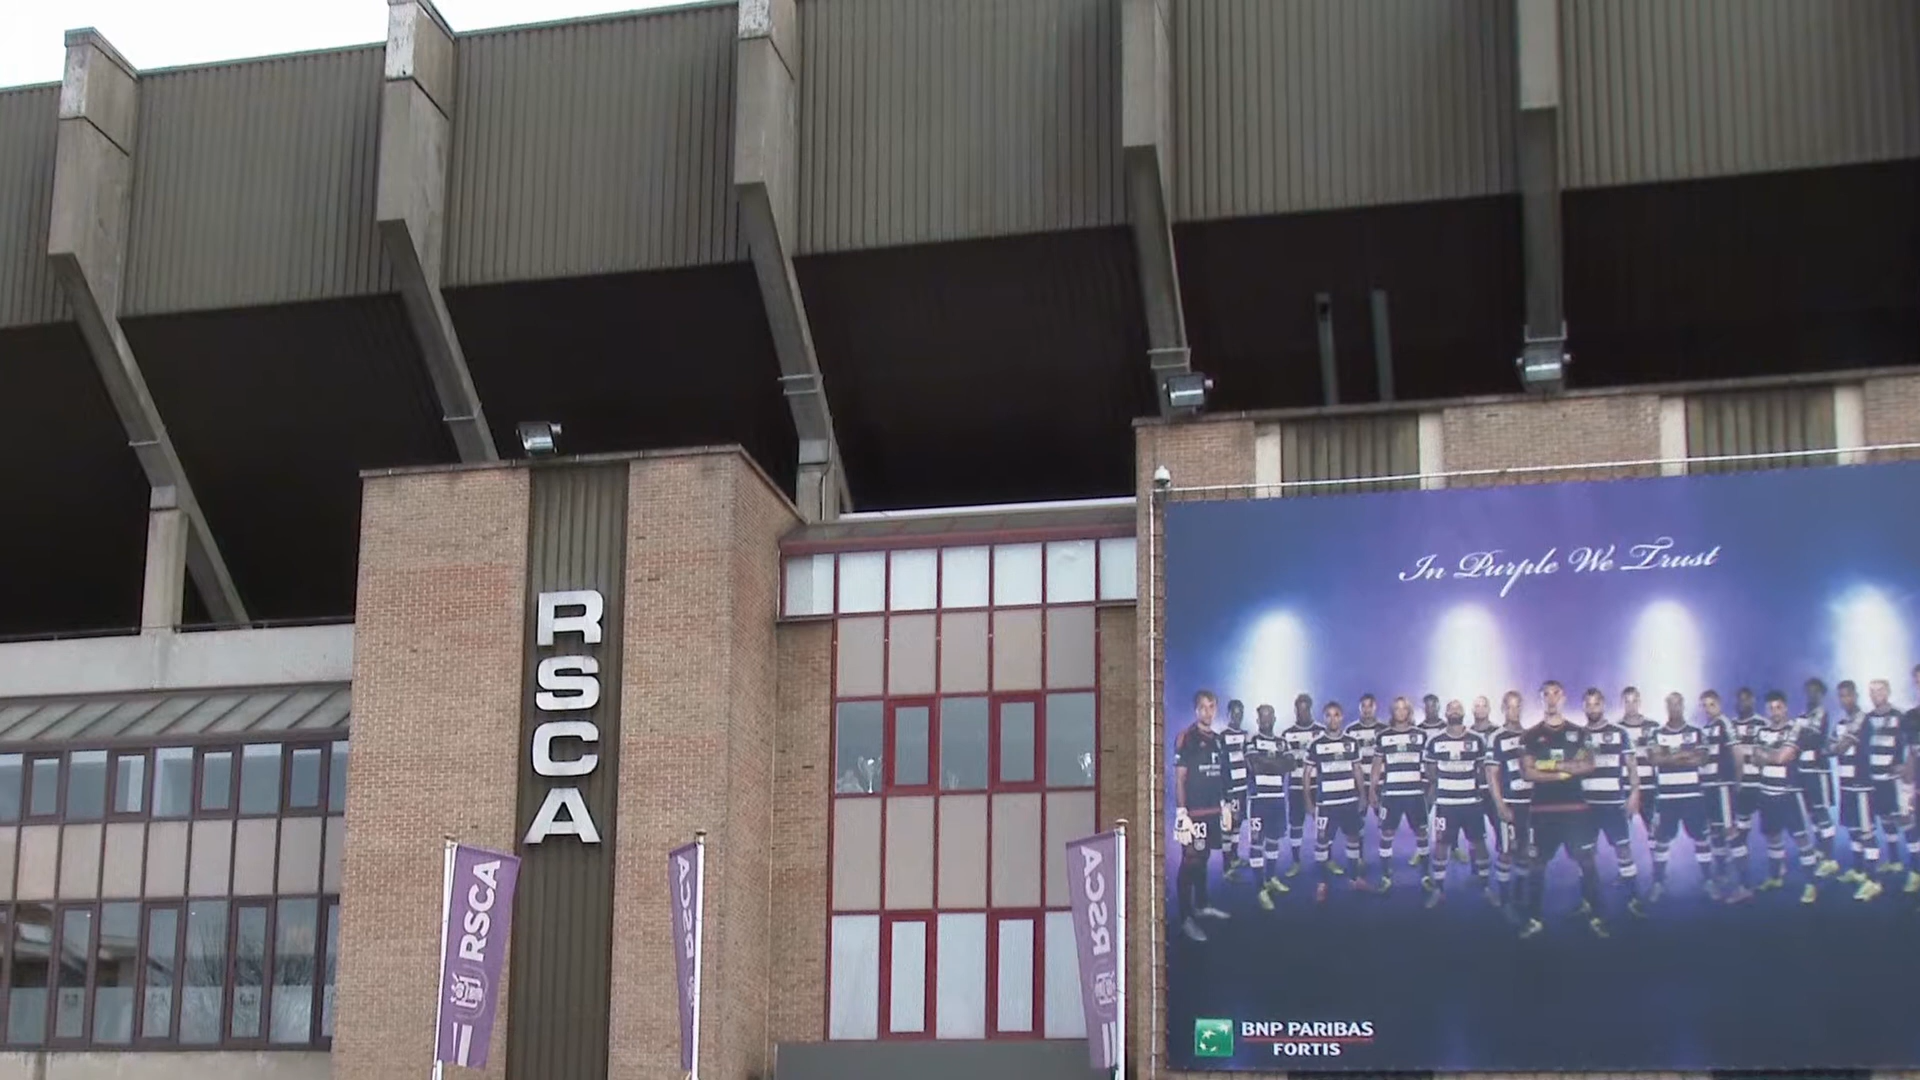 In Purple We Trust
RSCA
RSCA
RSCA
RSCA
BNP PARIBAS
FORTIS